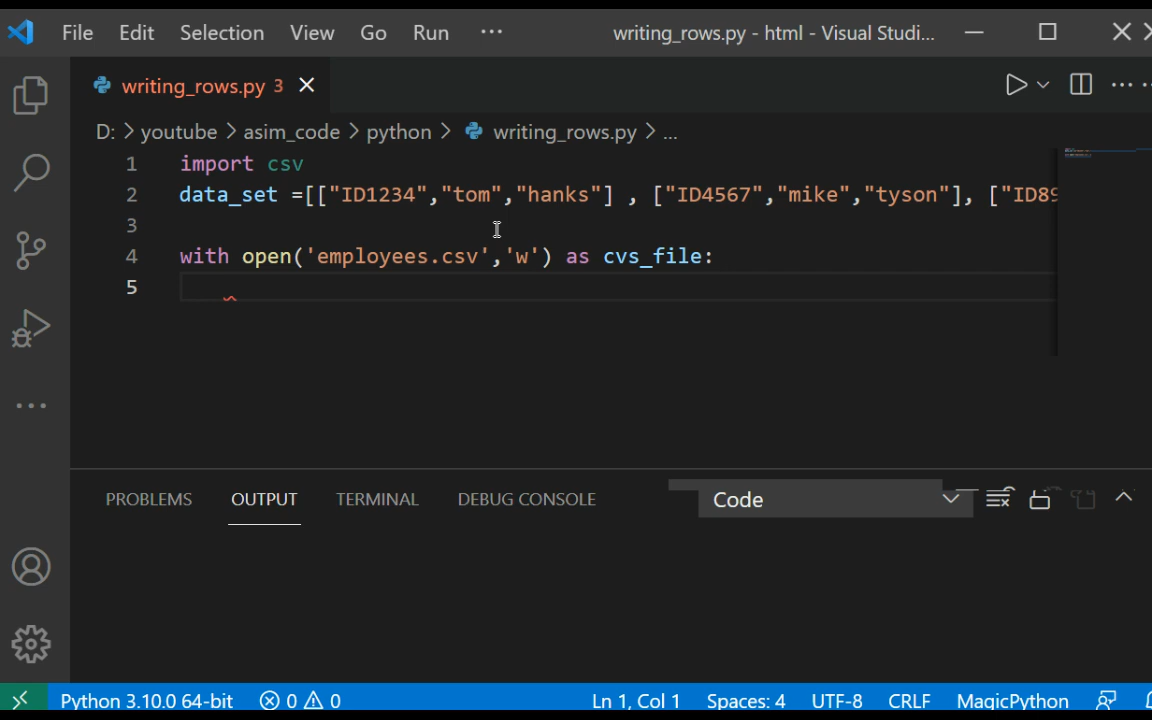 File Edit Selection View Go Run ··· writing_rows.py - html - Visual Studi...
writing_rows.py 3
D: > youtube > asim_code > python > writing_rows.py > ...
1 import csv
2 data_set =[["ID1234","tom","hanks"] , ["ID4567","mike","tyson"], ["ID89
3
4 with open('employees.csv','w') as cvs_file:
5
PROBLEMS OUTPUT TERMINAL DEBUG CONSOLE Code
Python 3.10.0 64-bit 0 0 Ln 1, Col 1 Spaces: 4 UTF-8 CRLF MagicPython